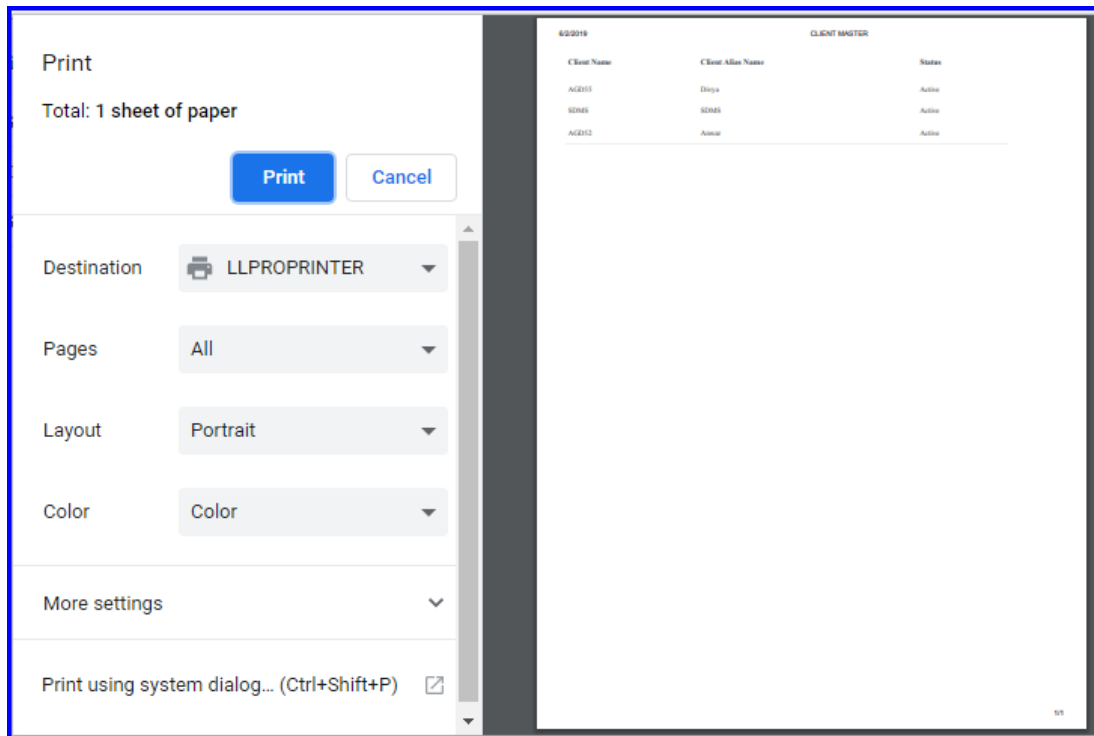 Print
Total: 1 sheet of paper
Print Cancel
Destination LLPROPRINTER
Pages All
Layout Portrait
Color Color
More settings
Print using system dialog... (Ctrl+Shift+P)
6/2/2019 CLIENT MASTER
Client Name Client Alias Name Status
AGD55 Divya Active
SDMS SDMS Active
AGD52 Anwar Active
1/1